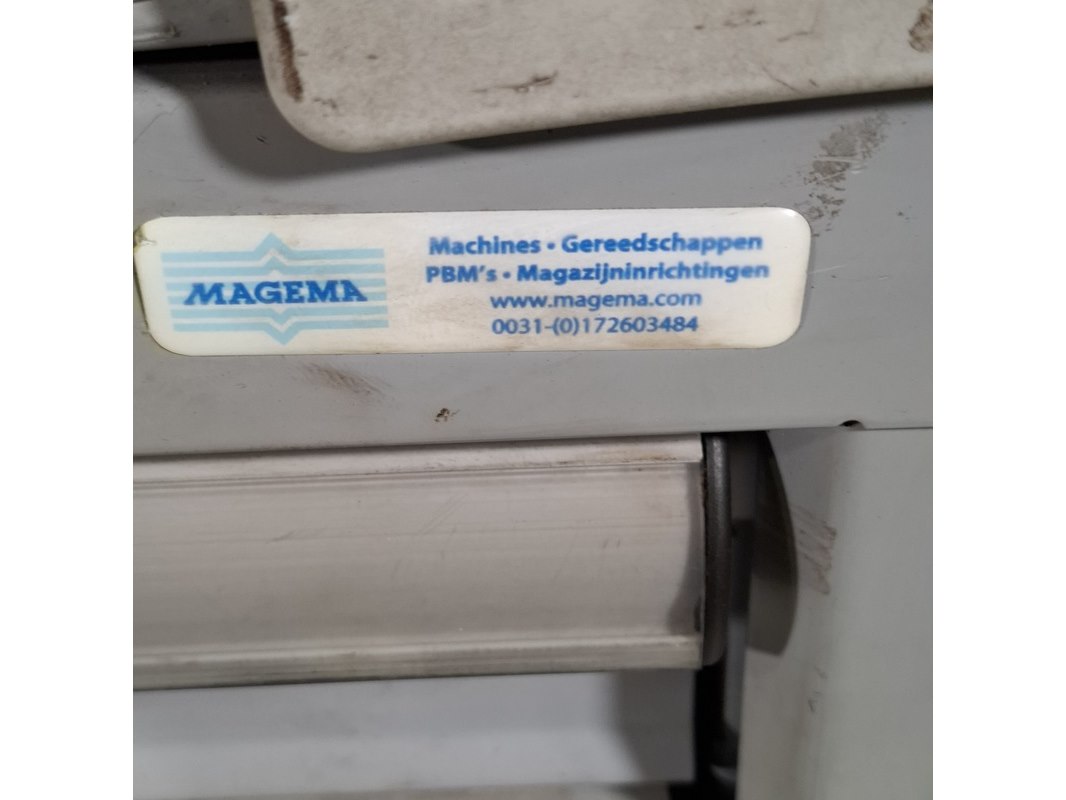 MAGEMA
Machines • Gereedschappen
PBM's • Magazijninrichtingen
www.magema.com
0031-(0)172603484